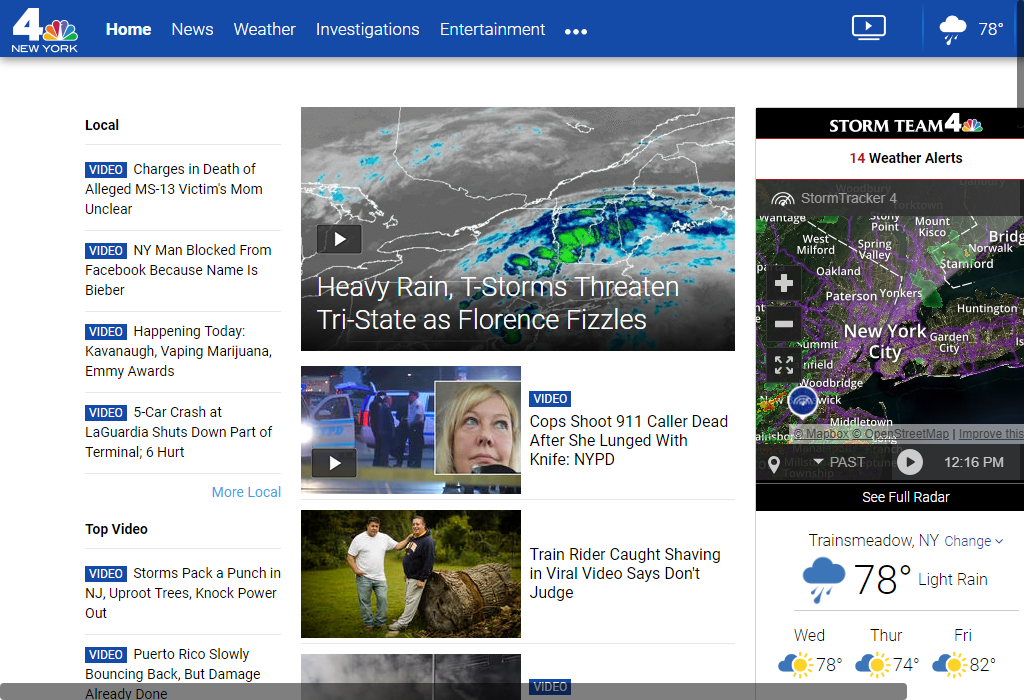 4
NEW YORK
Home News Weather Investigations Entertainment •••
78°
Local
VIDEO Charges in Death of
Alleged MS-13 Victim's Mom
Unclear
VIDEO NY Man Blocked From
Facebook Because Name Is
Bieber
VIDEO Happening Today:
Kavanaugh, Vaping Marijuana,
Emmy Awards
VIDEO 5-Car Crash at
LaGuardia Shuts Down Part of
Terminal; 6 Hurt
More Local
Top Video
VIDEO Storms Pack a Punch in
NJ, Uproot Trees, Knock Power
Out
VIDEO Puerto Rico Slowly
Bouncing Back, But Damage
Already Done
Heavy Rain, T-Storms Threaten
Tri-State as Florence Fizzles
VIDEO
Cops Shoot 911 Caller Dead
After She Lunged With
Knife: NYPD
Train Rider Caught Shaving
in Viral Video Says Don't
Judge
VIDEO
STORM TEAM 4
14 Weather Alerts
StormTracker 4
Wantage
Stony
Point
Mount
Kisco
West
Milford
Spring
Valley
Norwalk
Stamford
Oakland
Paterson
Yonkers
Huntington
New York
City
Garden
City
Woodbridge
Middletown
© Mapbox © OpenStreetMap | Improve this
PAST
12:16 PM
See Full Radar
Trainsmeadow, NY Change
78° Light Rain
Wed Thur Fri
78° 74° 82°